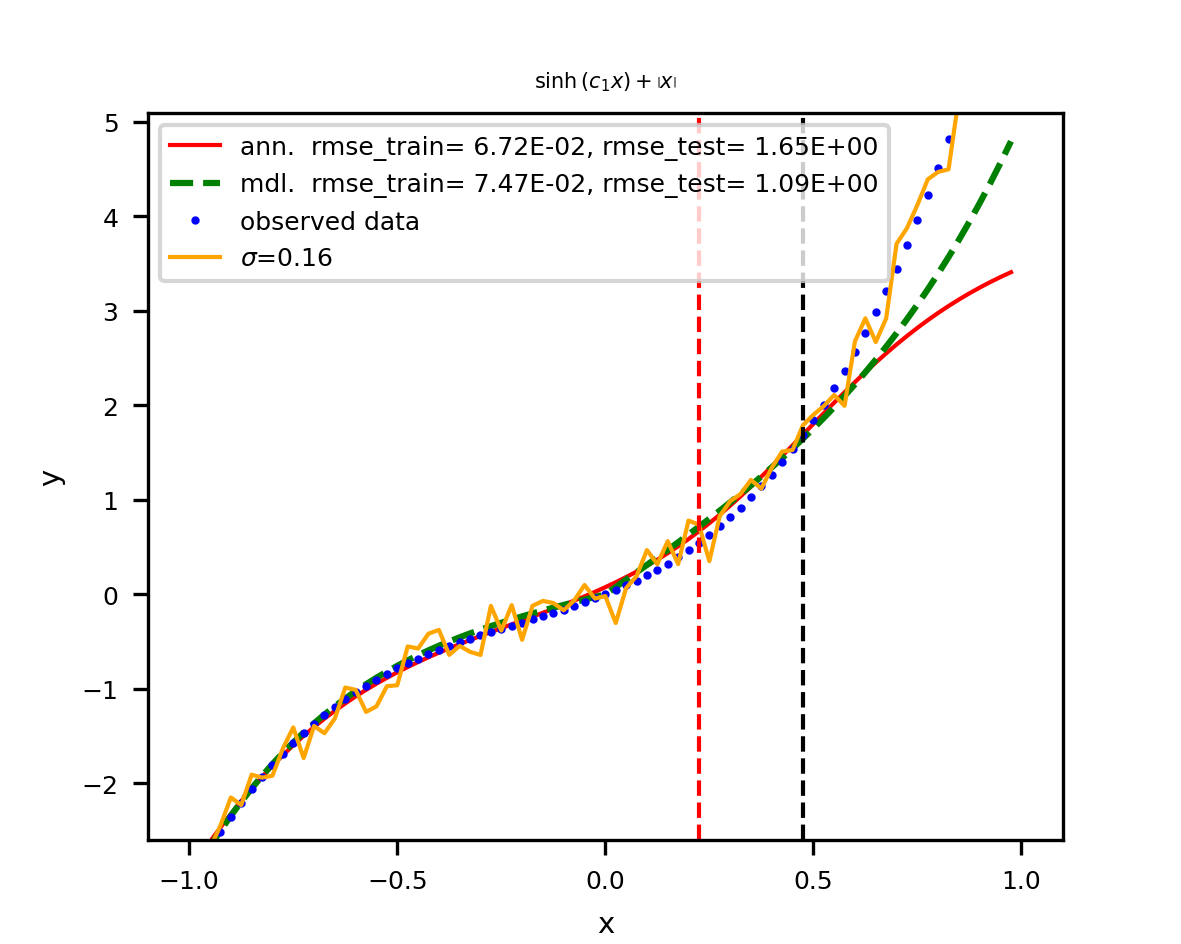 sinh (c₁x) + |x|
5
4
3
2
1
0
−1
−2
ann.  rmse_train= 6.72E-02, rmse_test= 1.65E+00
mdl.  rmse_train= 7.47E-02, rmse_test= 1.09E+00
observed data
σ=0.16
y
−1.0
−0.5
0.0
0.5
1.0
x